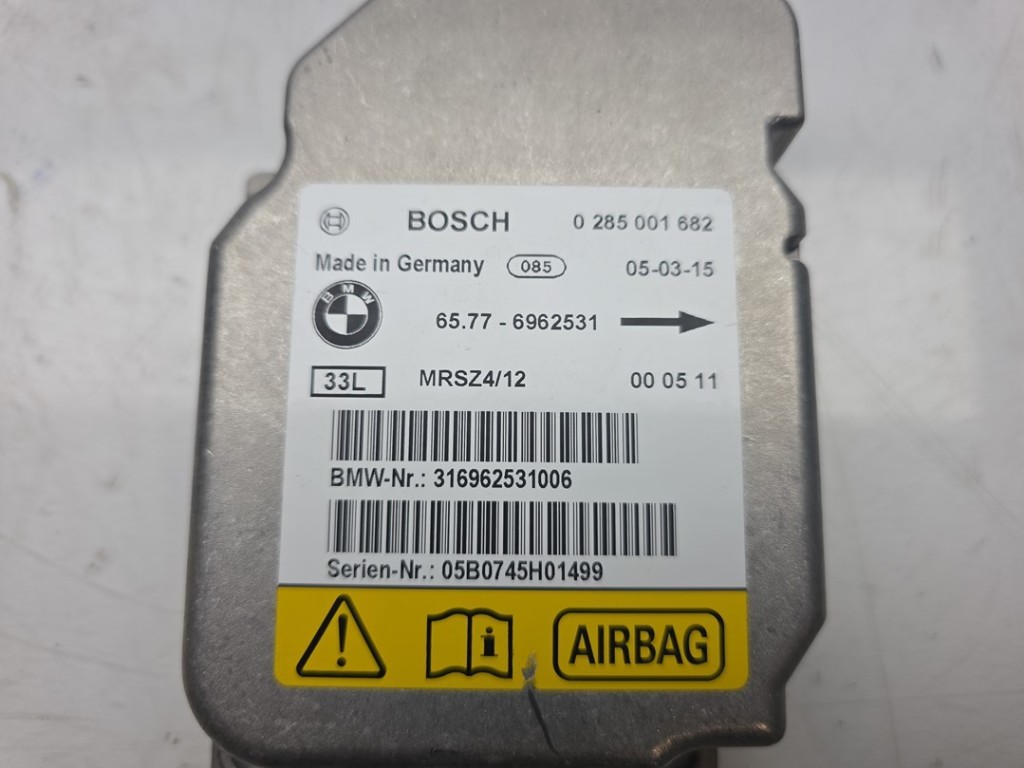 BOSCH 0 285 001 682
Made in Germany 085 05-03-15
BMW
65.77 - 6962531
33L MRSZ4/12 00 05 11
BMW-Nr.: 316962531006
Serien-Nr.: 05B0745H01499
! i AIRBAG